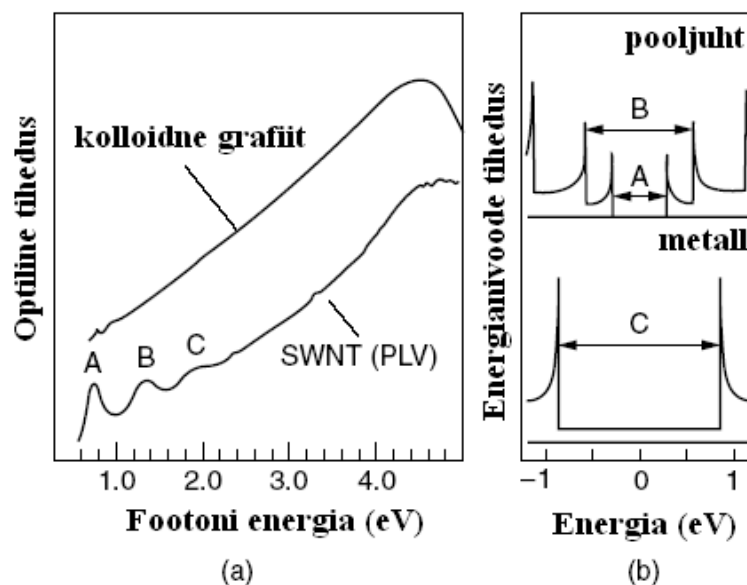 Optiline tihedus
kolloidne grafiit
A
B
C
SWNT (PLV)
1.0 2.0 3.0 4.0
Footoni energia (eV)
(a)
Energianivoode tihedus
pooljuht
B
A
metall
C
−1 0 1
Energia (eV)
(b)